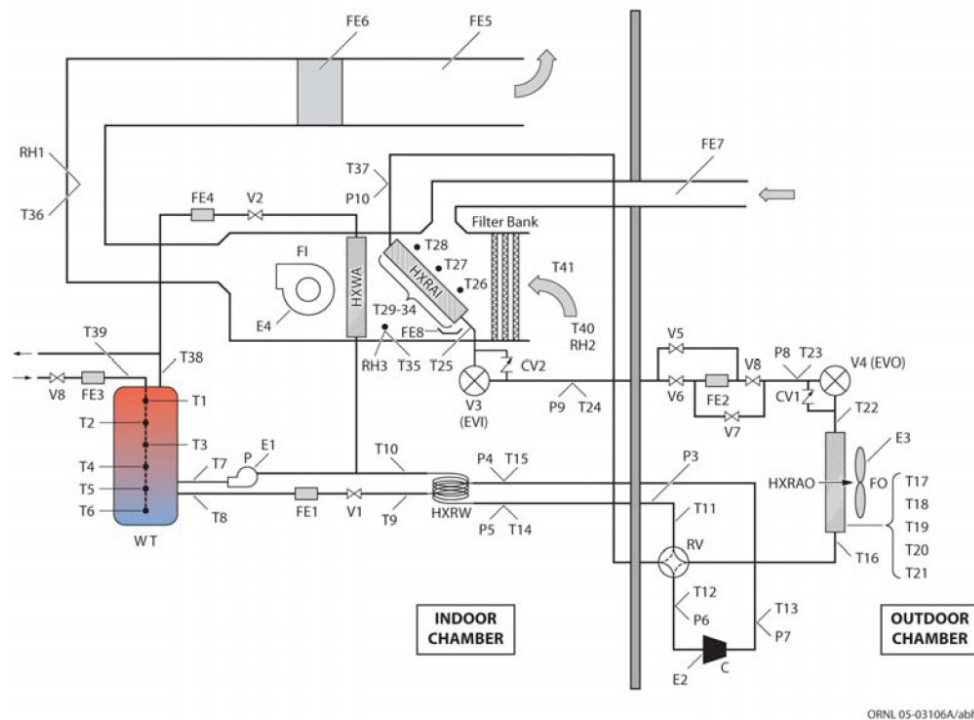 FE6
FE5
FE7
RH1
T36
T37
P10
FE4
V2
Filter Bank
FI
HXWA
HXRAI
T28
T27
T26
T41
E4
T29-34
FE8
T40
RH2
T39
T38
RH3
T35
T25
CV2
V5
V8
P8
T23
V4 (EVO)
V8
FE3
V3
(EVI)
P9
T24
V6
FE2
CV1
V7
T22
T1
T2
T3
T4
T5
T6
WT
T7
T8
P
E1
T10
P4
T15
P3
E3
HXRAO
FO
T17
T18
T19
T20
T21
FE1
V1
T9
HXRW
P5
T14
T11
RV
T16
T12
P6
T13
P7
INDOOR
CHAMBER
E2
C
OUTDOOR
CHAMBER
ORNL 05-03106A/abh